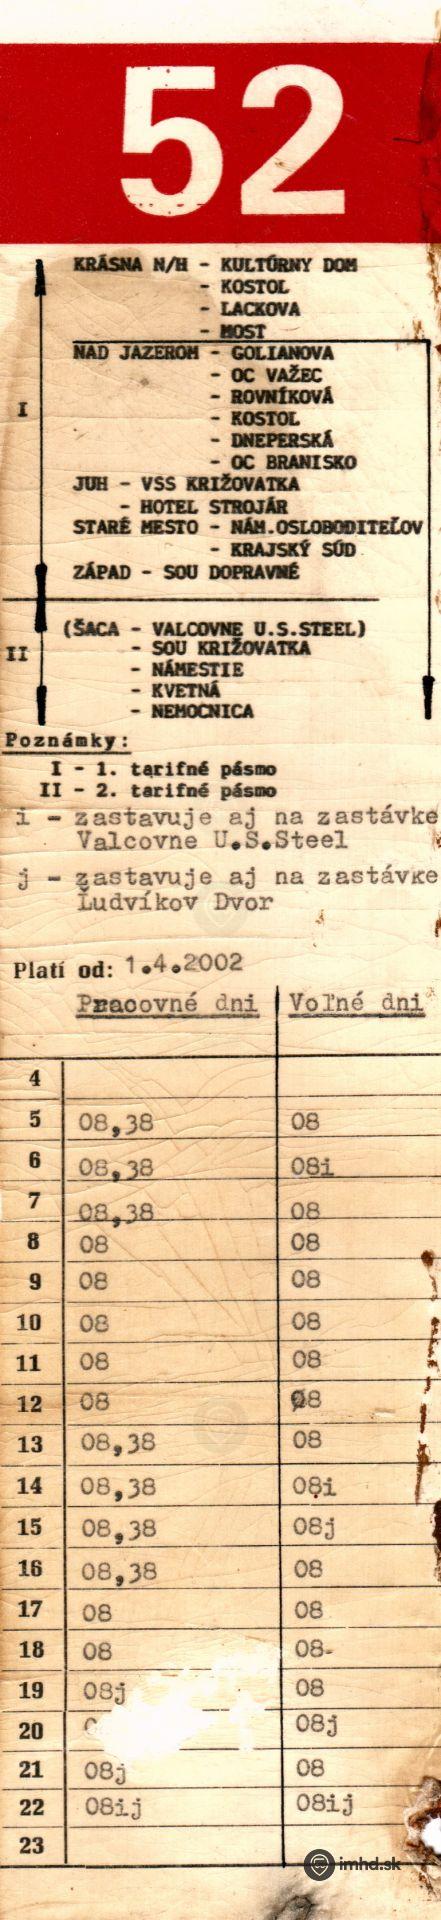 52
KRÁSNA N/H - KULTÚRNY DOM
- KOSTOL
- ĽACKOVA
- MOST
NAD JAZEROM - GOLIANOVA
- OC VAŽEC
- ROVNÍKOVÁ
- KOSTOL
- DNEPERSKÁ
- OC BRANISKO
I
JUH - VSS KRIŽOVATKA
- HOTEL STROJÁR
STARÉ MESTO - NÁM.OSLOBODITEĽOV
- KRAJSKÝ SÚD
ZÁPAD - SOU DOPRAVNÉ
(ŠACA - VALCOVNE U.S.STEEL)
II
- SOU KRIŽOVATKA
- NÁMESTIE
- KVETNÁ
- NEMOCNICA
Poznámky:
I - 1. tarifné pásmo
II - 2. tarifné pásmo
i - zastavuje aj na zastávke
Valcovne U.S.Steel
j - zastavuje aj na zastávke
Ľudvíkov Dvor
Platí od: 1.4.2002
Pracovné dni Voľné dni
4
5 08,38 08
6 08,38 08i
7 08,38 08
8 08 08
9 08 08
10 08 08
11 08 08
12 08 08
13 08,38 08
14 08,38 08i
15 08,38 08j
16 08,38 08
17 08 08
18 08 08-
19 08j 08
20 08j
21 08j 08
22 08ij 08ij
23
imhd.sk